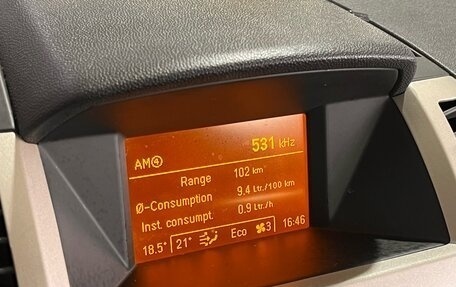 AM④ 531 kHz
Range 102 km
Ø-Consumption 9.4 Ltr./100 km
Inst. consumpt. 0.9 Ltr./h
18.5° 21° Eco 3 16:46